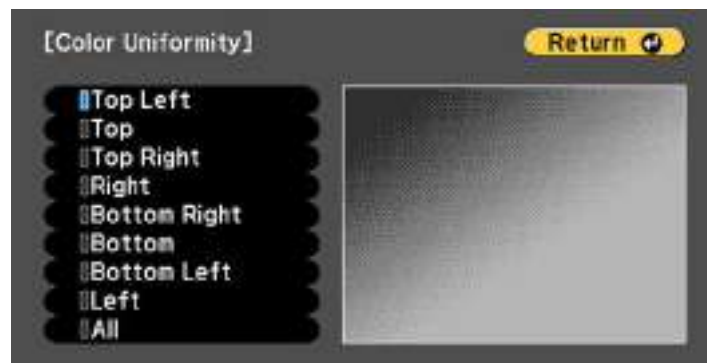 [Color Uniformity]
Return
Top Left
Top
Top Right
Right
Bottom Right
Bottom
Bottom Left
Left
All